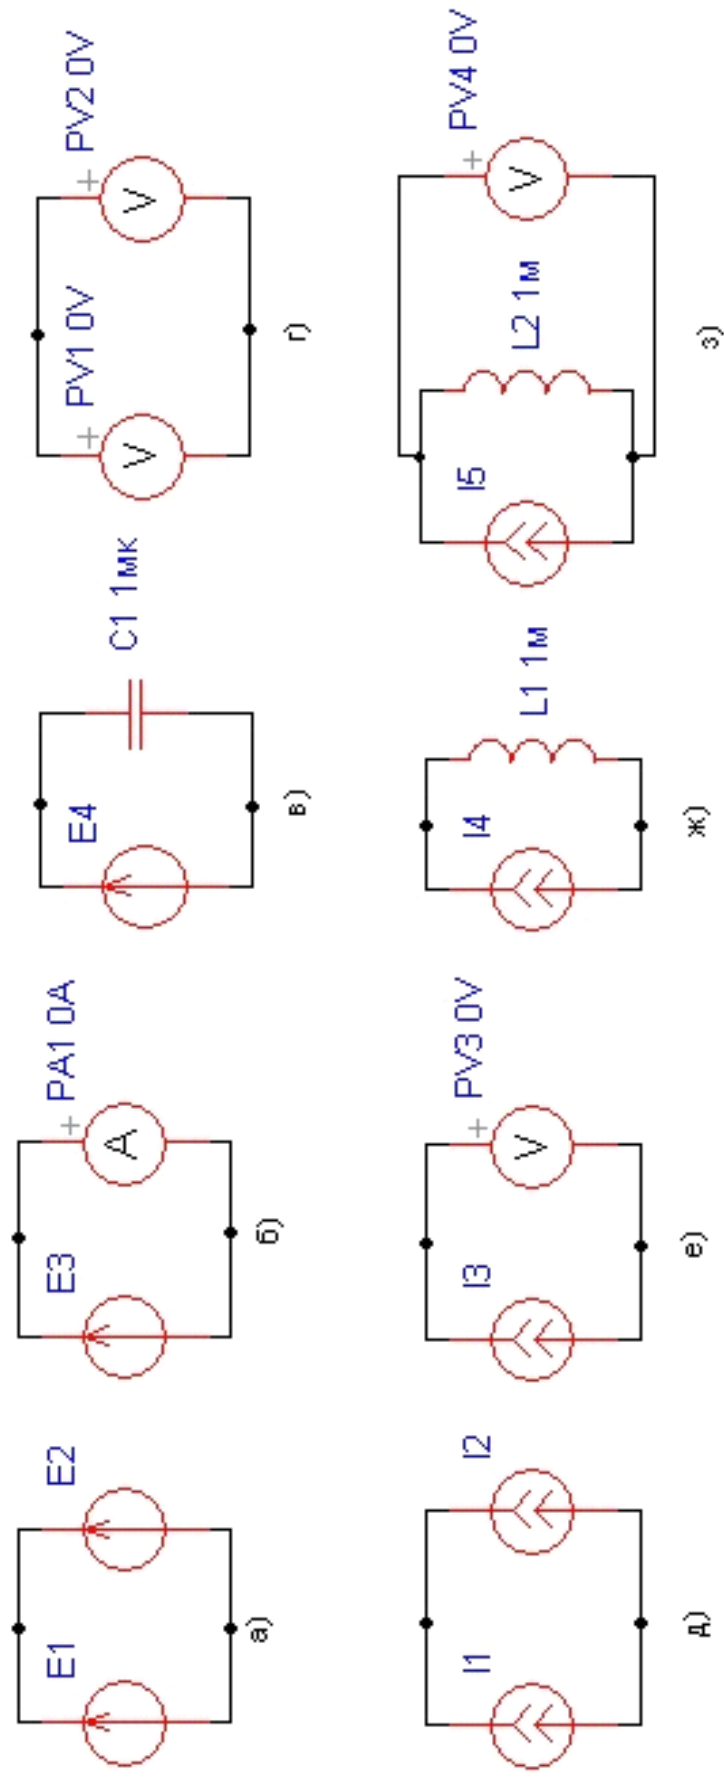 E1
E2
E3
PA1 0A
+
A
E4
C1 1мк
PV1 0V
+
V
PV2 0V
+
V
а)
б)
в)
г)
I1
I2
I3
PV3 0V
+
V
I4
L1 1м
I5
L2 1м
PV4 0V
+
V
д)
е)
ж)
з)